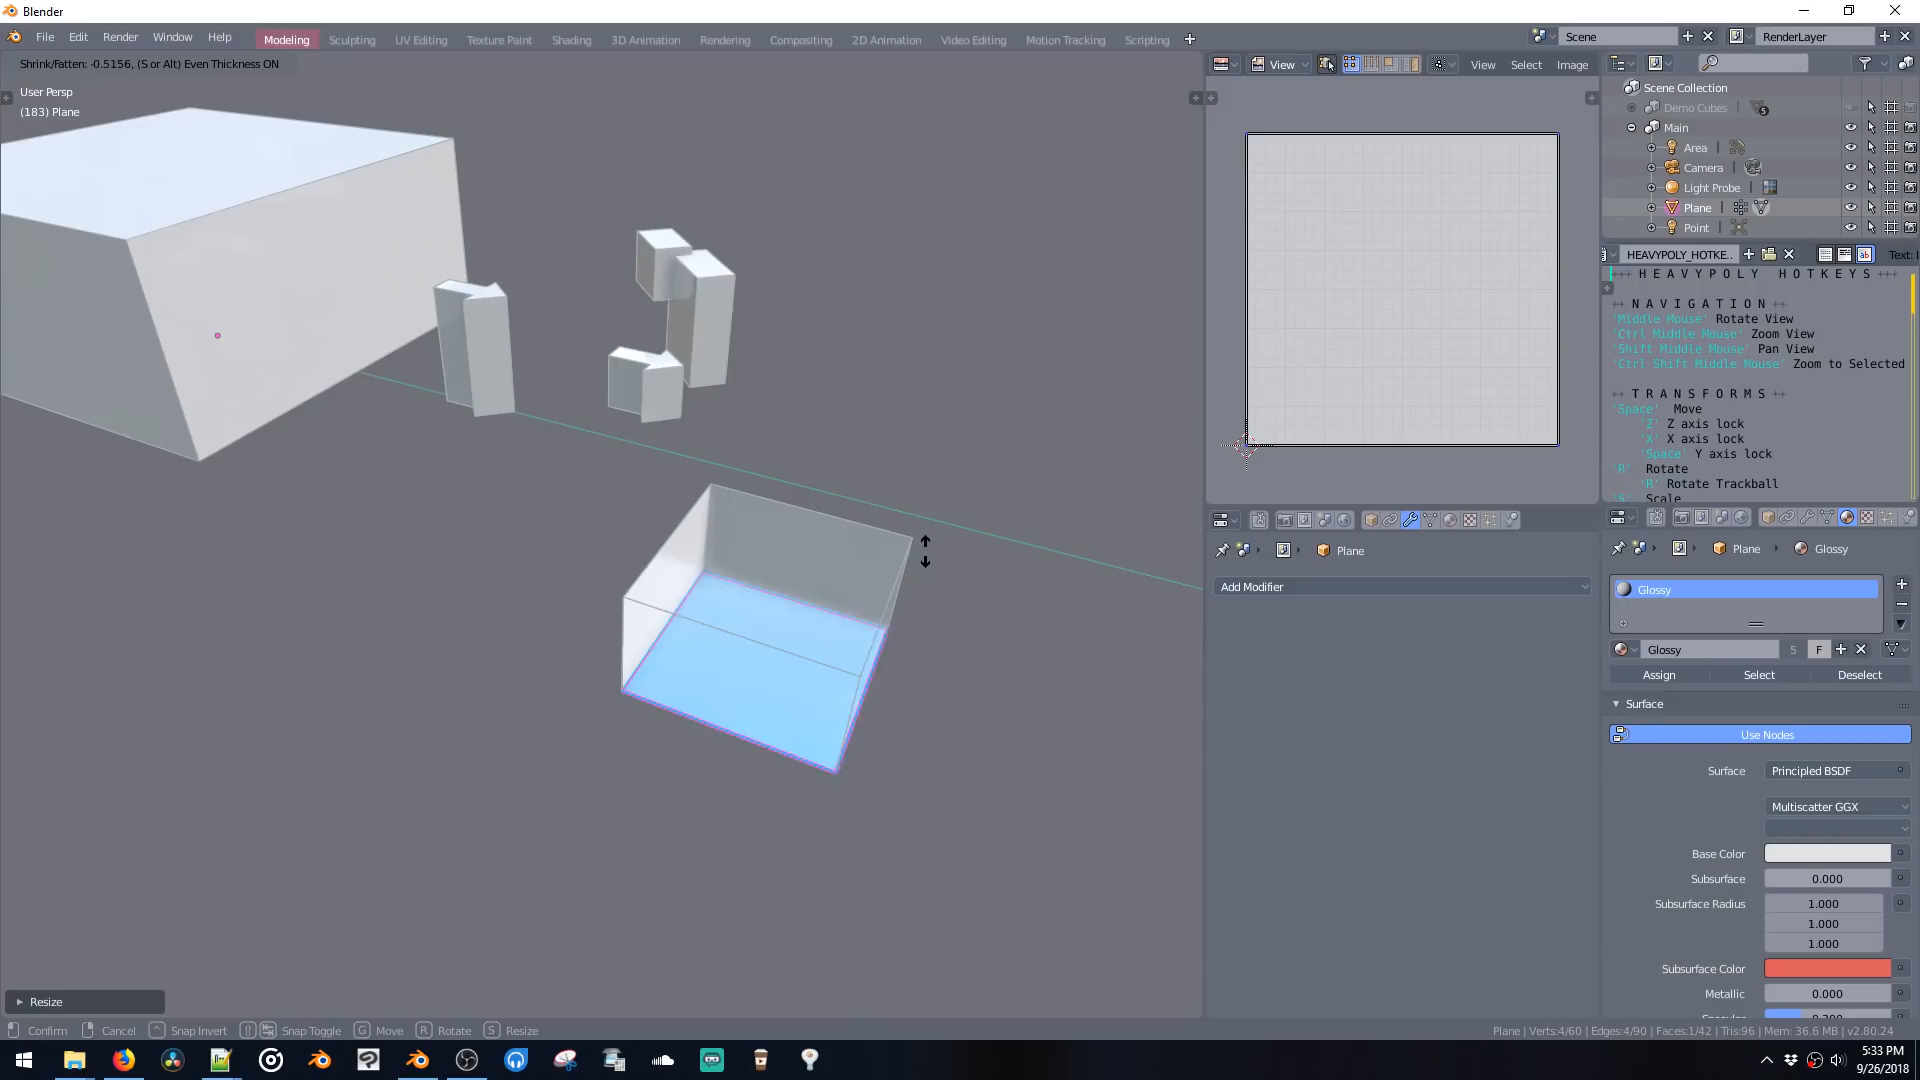 Blender
File Edit Render Window Help Modeling Sculpting UV Editing Texture Paint Shading 3D Animation Rendering Compositing 2D Animation Video Editing Motion Tracking Scripting Scene RenderLayer
Shrink/Fatten: -0.5156, (S or Alt) Even Thickness ON
User Persp
(183) Plane
View View Select Image
Scene Collection
Demo Cubes 5
Main
Area
Camera
Light Probe
Plane
Point
HEAVYPOLY_HOTKE.. Text:
+++ H E A V Y P O L Y H O T K E Y S +++
++ N A V I G A T I O N ++
'Middle Mouse' Rotate View
'Ctrl Middle Mouse' Zoom View
'Shift Middle Mouse' Pan View
'Ctrl Shift Middle Mouse' Zoom to Selected
++ T R A N S F O R M S ++
'Space' Move
'Z' Z axis lock
'X' X axis lock
'Space' Y axis lock
'R' Rotate
'R' Rotate Trackball
'S' Scale
Plane
Add Modifier
Plane Glossy
Glossy
Glossy 5 F
Assign Select Deselect
Surface
Use Nodes
Surface Principled BSDF
Multiscatter GGX
Base Color
Subsurface 0.000
Subsurface Radius 1.000
1.000
1.000
Subsurface Color
Metallic 0.000
Resize
Confirm Cancel Snap Invert Snap Toggle G Move R Rotate S Resize
Plane | Verts:4/60 | Edges:4/90 | Faces:1/42 | Tris:96 | Mem: 36.6 MB | v2.80.24
5:33 PM
9/26/2018